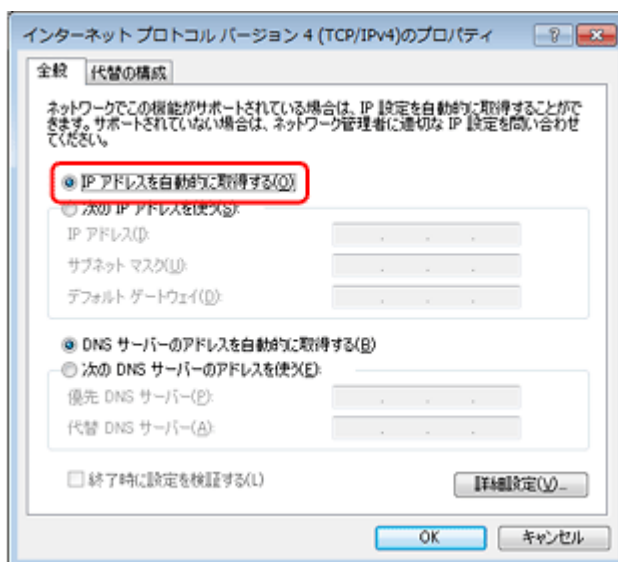 インターネット プロトコル バージョン 4 (TCP/IPv4)のプロパティ
全般 代替の構成
ネットワークでこの機能がサポートされている場合は、IP 設定を自動的に取得することがで
きます。サポートされていない場合は、ネットワーク管理者に適切な IP 設定を問い合わせ
てください。
IP アドレスを自動的に取得する(O)
次の IP アドレスを使う(S):
IP アドレス(I):
サブネット マスク(U):
デフォルト ゲートウェイ(D):
DNS サーバーのアドレスを自動的に取得する(B)
次の DNS サーバーのアドレスを使う(E):
優先 DNS サーバー(P):
代替 DNS サーバー(A):
終了時に設定を検証する(L)
詳細設定(V)...
OK キャンセル